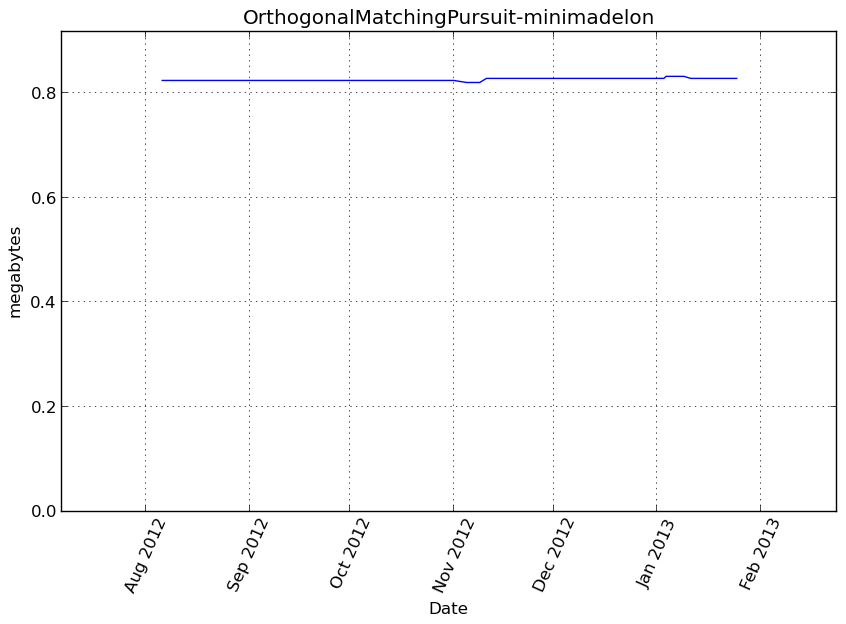 OrthogonalMatchingPursuit-minimadelon
megabytes
0.8
0.6
0.4
0.2
0.0
Aug 2012
Sep 2012
Oct 2012
Nov 2012
Dec 2012
Jan 2013
Feb 2013
Date